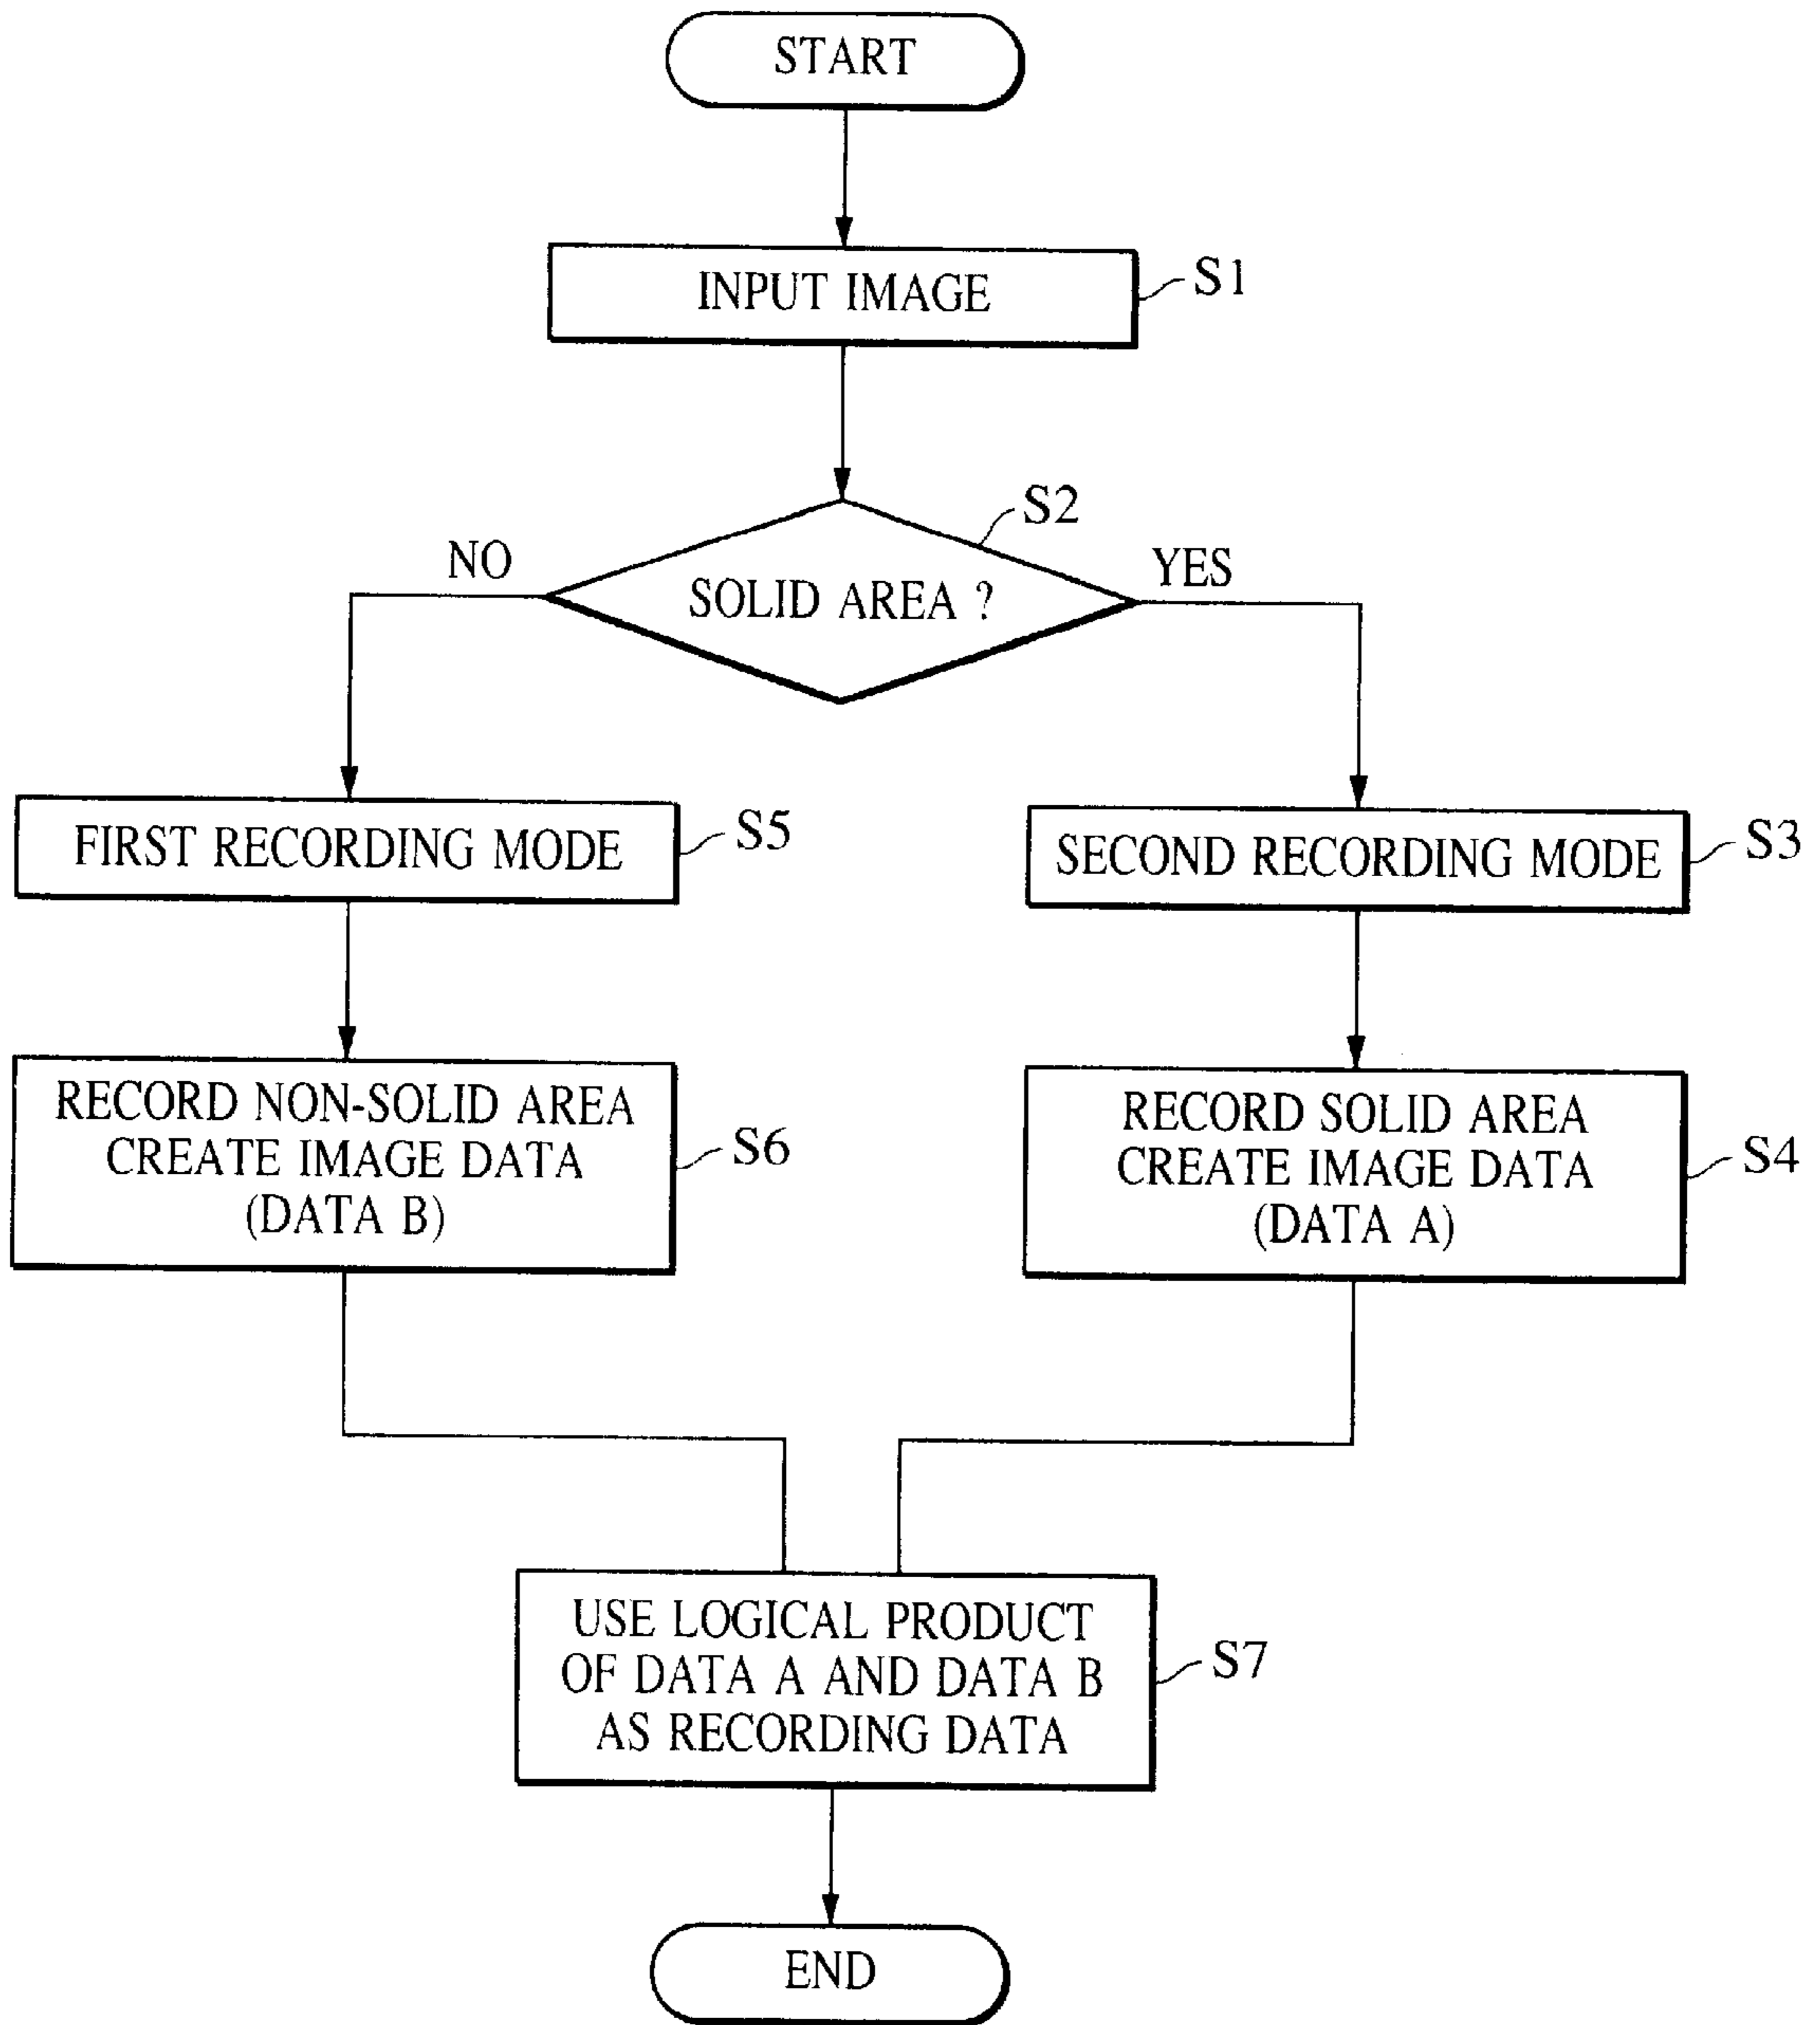 START
INPUT IMAGE
S1
S2
NO
YES
SOLID AREA ?
FIRST RECORDING MODE
S5
SECOND RECORDING MODE
S3
RECORD NON-SOLID AREA
CREATE IMAGE DATA
(DATA B)
S6
RECORD SOLID AREA
CREATE IMAGE DATA
(DATA A)
S4
USE LOGICAL PRODUCT
OF DATA A AND DATA B
AS RECORDING DATA
S7
END